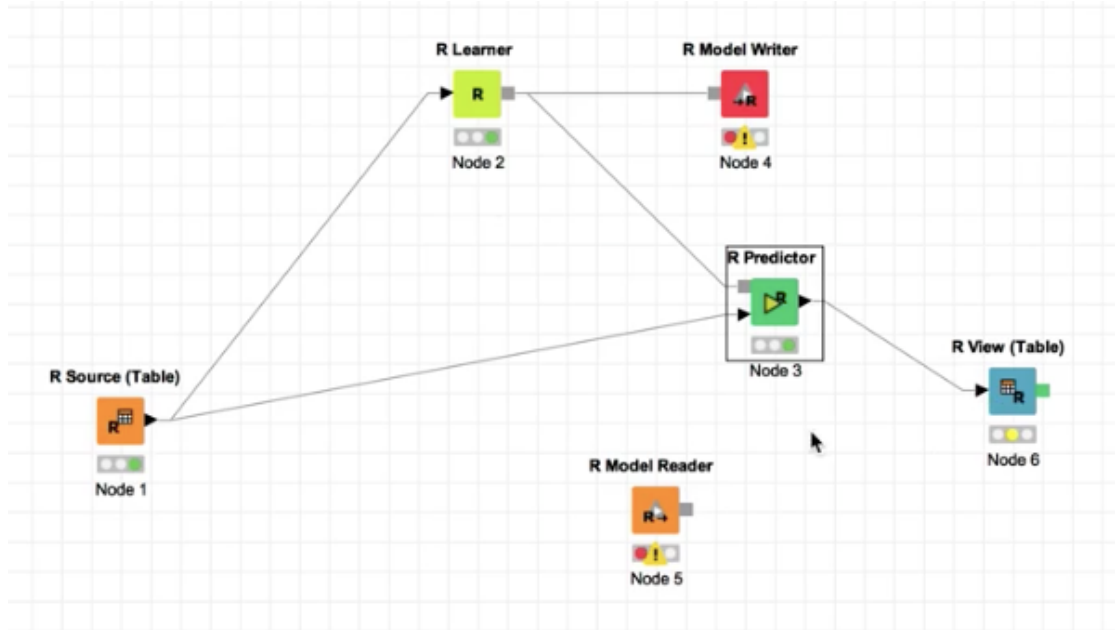 R Learner
R
Node 2
R Model Writer
R
Node 4
R Predictor
R
Node 3
R View (Table)
R
Node 6
R Source (Table)
R
Node 1
R Model Reader
R
Node 5